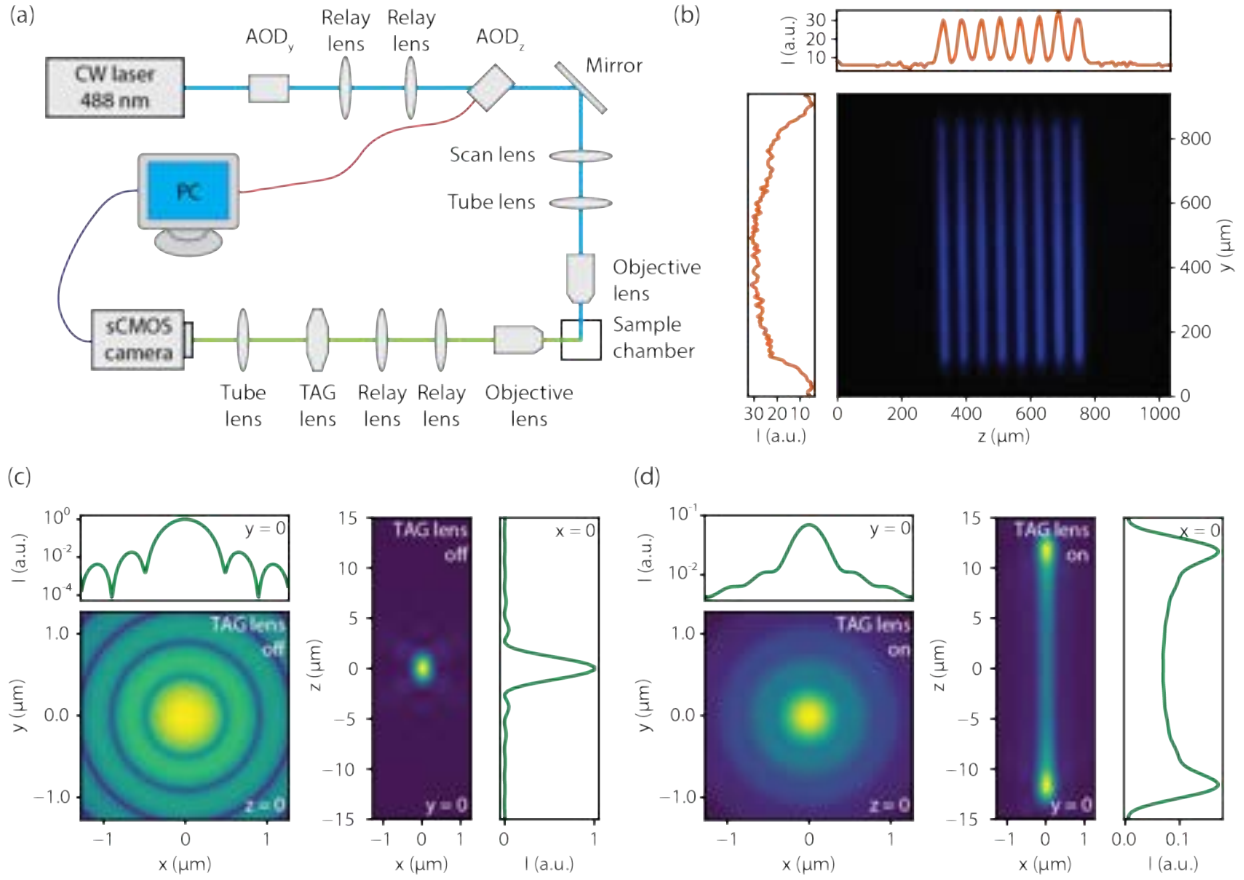 (a)
CW laser
488 nm
AOD_y
Relay
lens
Relay
lens
AOD_z
Mirror
PC
Scan lens
Tube lens
Objective
lens
Sample
chamber
sCMOS
camera
Tube
lens
TAG
lens
Relay
lens
Relay
lens
Objective
lens
(b)
I (a.u.)
30
20
10
30 20 10
I (a.u.)
800
600
400
200
0
y (µm)
0 200 400 600 800 1000
z (µm)
(c)
I (a.u.)
10⁰
10⁻²
10⁻⁴
y = 0
TAG lens
off
z = 0
y (µm)
1.0
0.0
−1.0
−1 0 1
x (µm)
z (µm)
15
10
5
0
−5
−10
−15
TAG lens
off
y = 0
−1 0 1
x (µm)
x = 0
0 1
I (a.u.)
(d)
I (a.u.)
10⁻¹
10⁻²
y = 0
TAG lens
on
z = 0
y (µm)
1.0
0.0
−1.0
−1 0 1
x (µm)
z (µm)
15
10
5
0
−5
−10
−15
TAG lens
on
y = 0
−1 0 1
x (µm)
x = 0
0.0 0.1
I (a.u.)